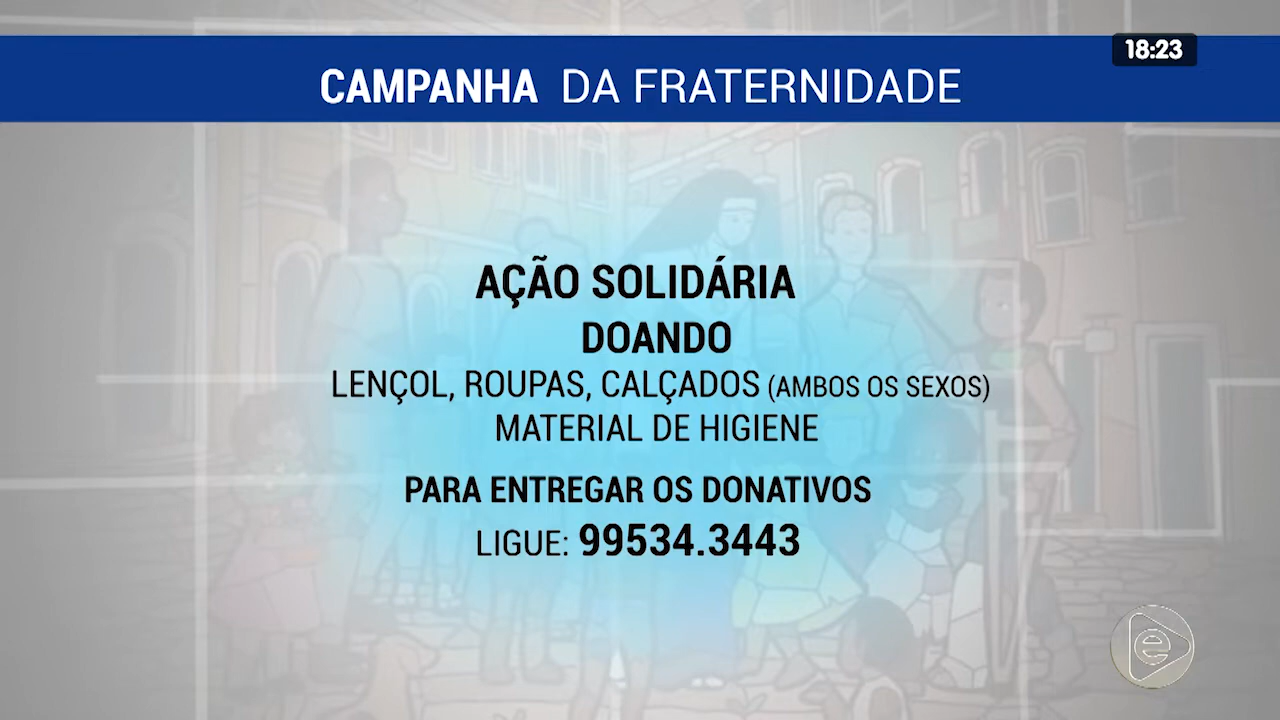 18:23
CAMPANHA DA FRATERNIDADE
AÇÃO SOLIDÁRIA
DOANDO
LENÇOL, ROUPAS, CALÇADOS (AMBOS OS SEXOS)
MATERIAL DE HIGIENE
PARA ENTREGAR OS DONATIVOS
LIGUE: 99534.3443
e